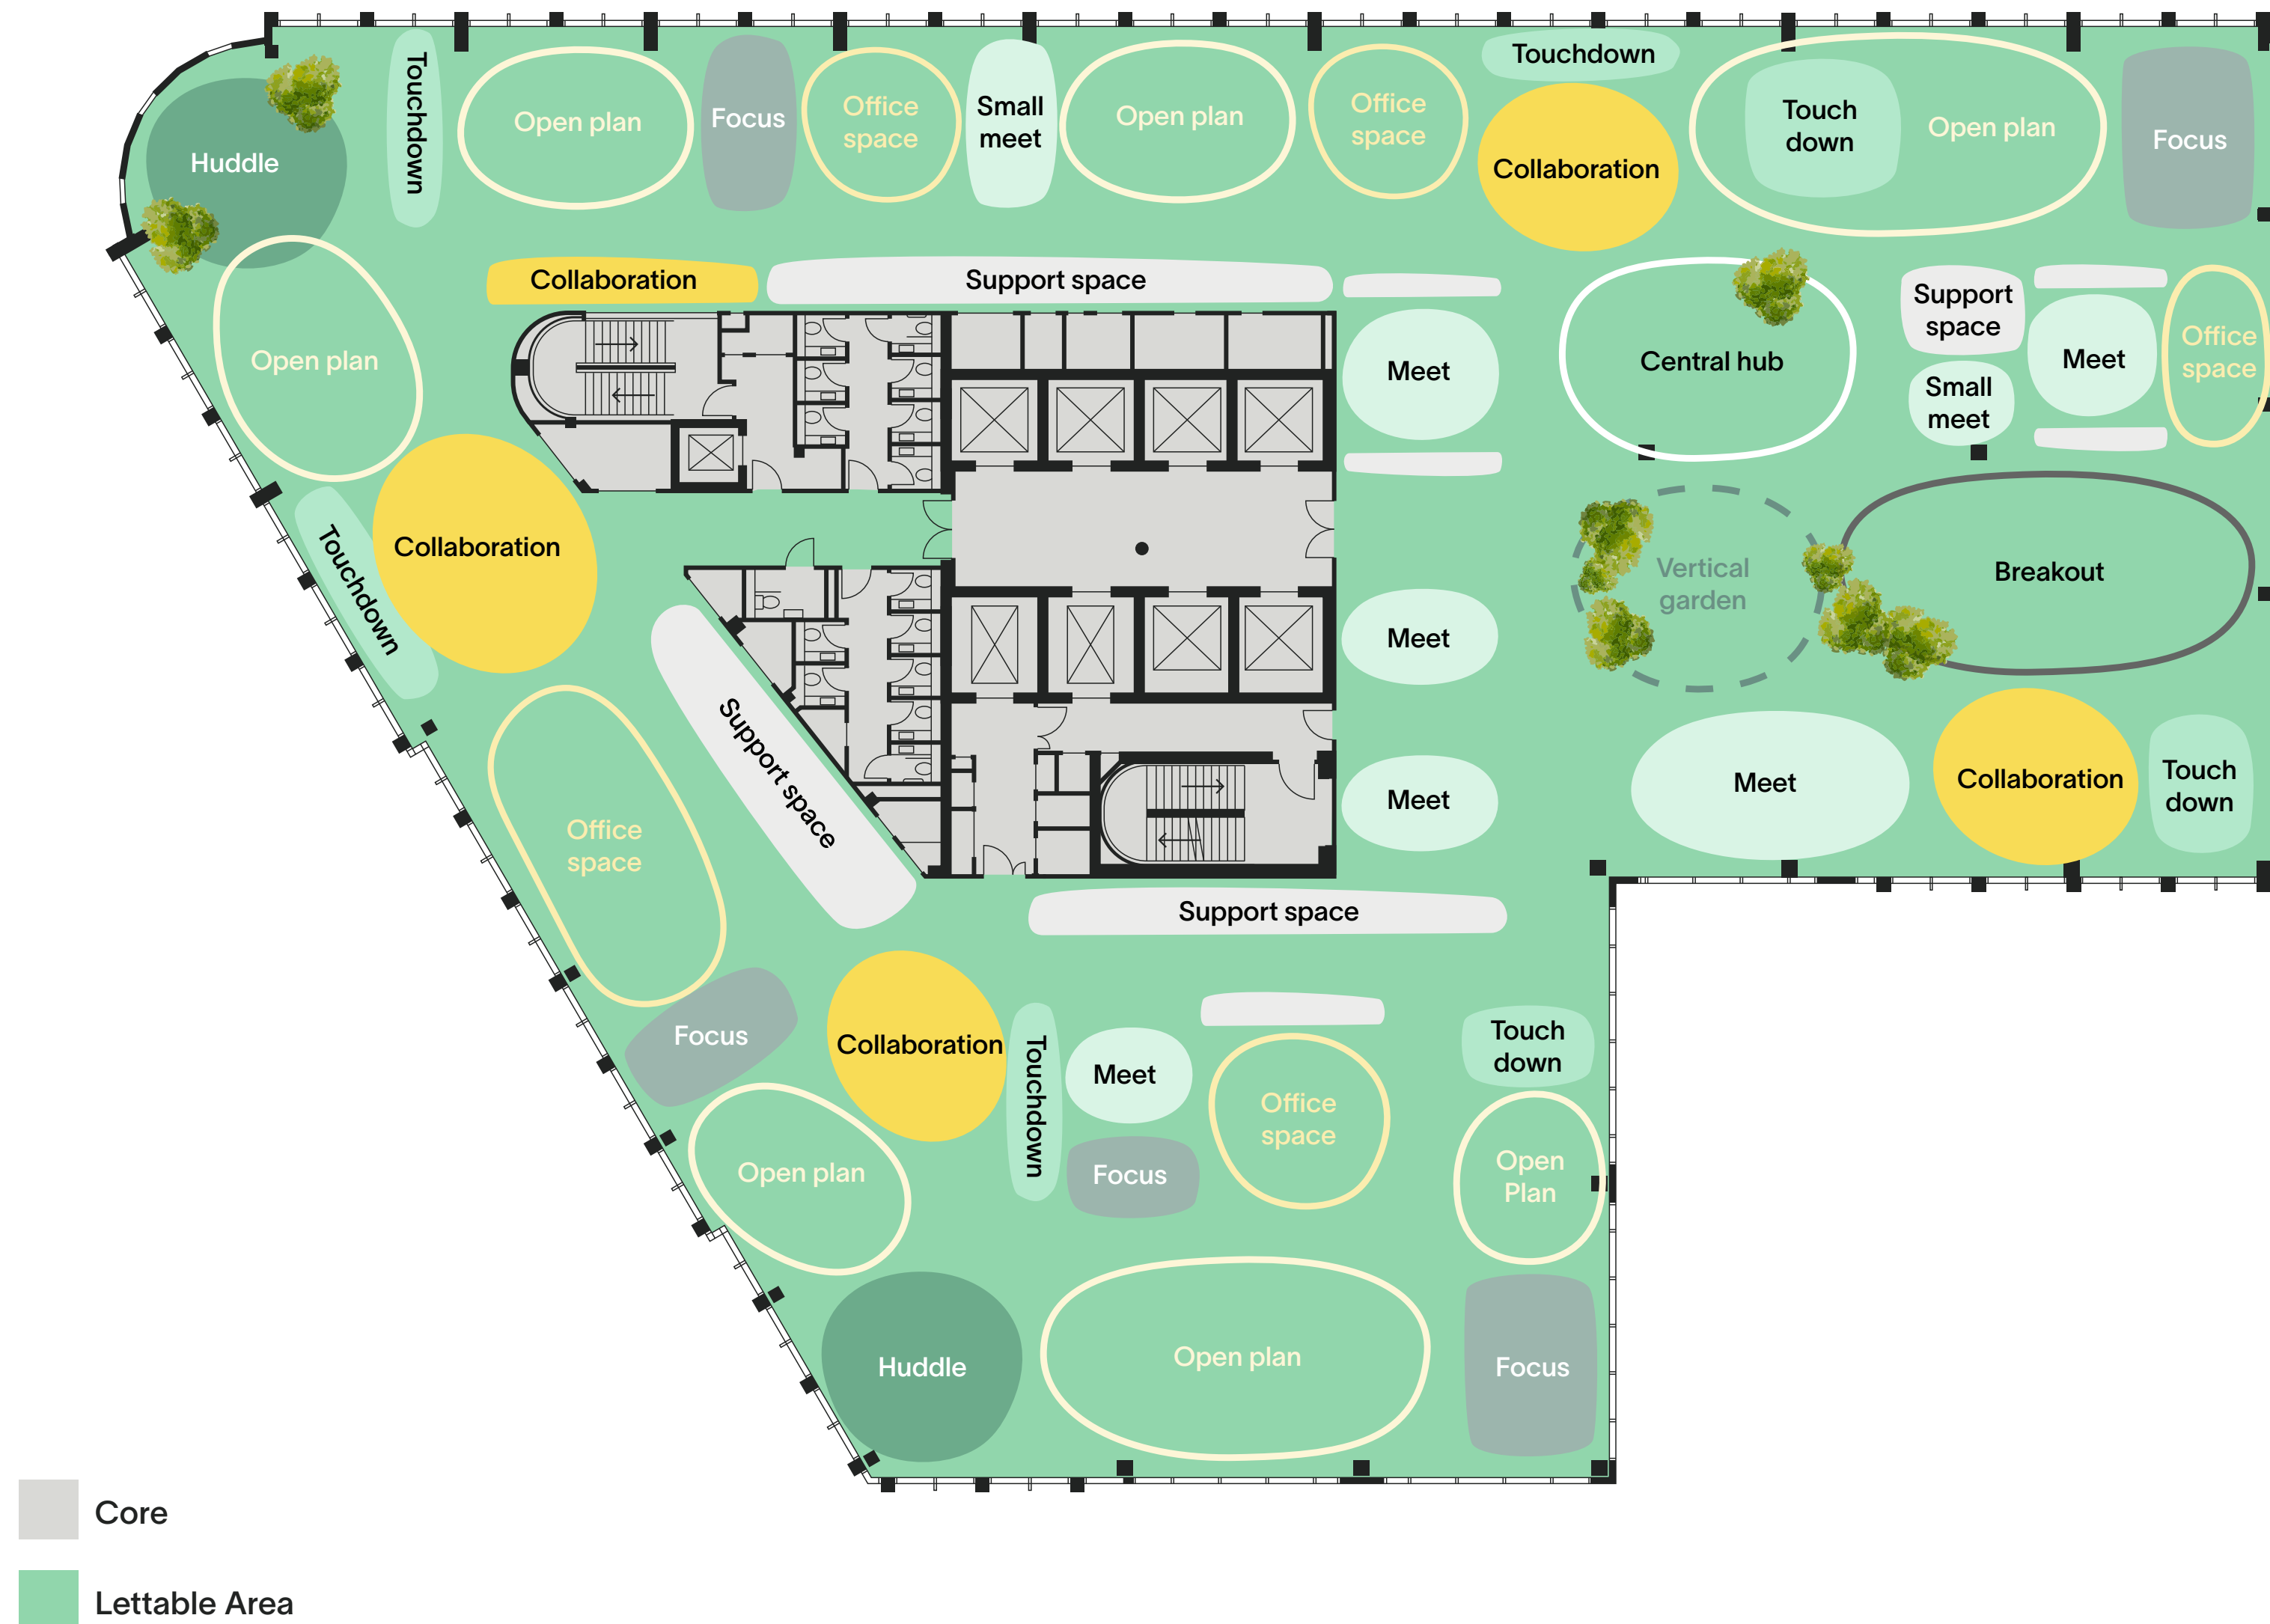 Touchdown
Touchdown
Huddle
Open plan
Focus
Office
space
Small
meet
Open plan
Office
space
Collaboration
Touch
down
Open plan
Focus
Collaboration
Support space
Open plan
Meet
Central hub
Support
space
Small
meet
Meet
Office
space
Touchdown
Collaboration
Vertical
garden
Breakout
Meet
Support space
Office
space
Meet
Meet
Collaboration
Touch
down
Support space
Focus
Collaboration
Touchdown
Meet
Focus
Office
space
Touch
down
Open plan
Open
Plan
Huddle
Open plan
Focus
Core
Lettable Area